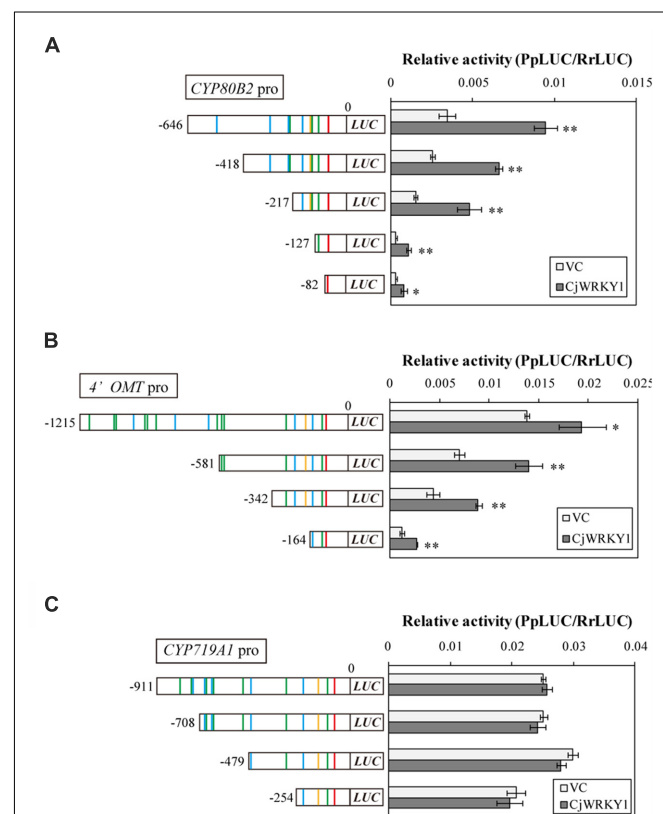 A
Relative activity (PpLUC/RrLUC)
0 0.005 0.01 0.015
CYP80B2 pro
0
-646 LUC **
-418 LUC **
-217 LUC **
-127 LUC **
-82 LUC *
VC
CjWRKY1
B
Relative activity (PpLUC/RrLUC)
0 0.005 0.01 0.015 0.02 0.025
4' OMT pro
0
-1215 LUC *
-581 LUC **
-342 LUC **
-164 LUC **
VC
CjWRKY1
C
Relative activity (PpLUC/RrLUC)
0 0.01 0.02 0.03 0.04
CYP719A1 pro
0
-911 LUC
-708 LUC
-479 LUC
-254 LUC
VC
CjWRKY1